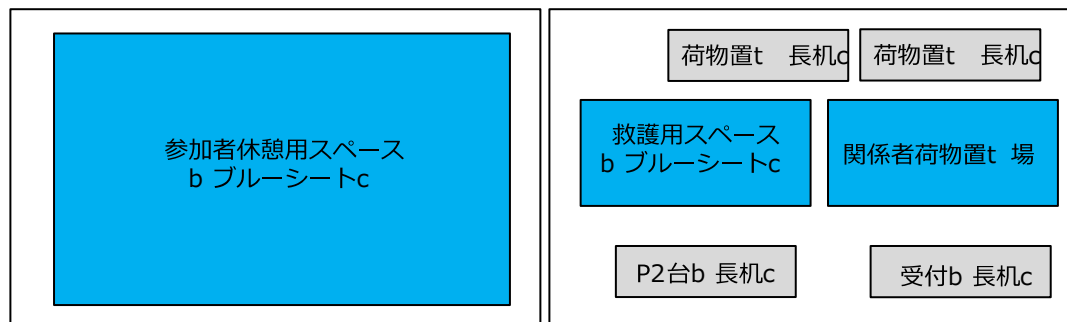 荷物置t 長机c
荷物置t 長机c
参加者休憩用スペース
b ブルーシートc
救護用スペース
b ブルーシートc
関係者荷物置t 場
P2台b 長机c
受付b 長机c